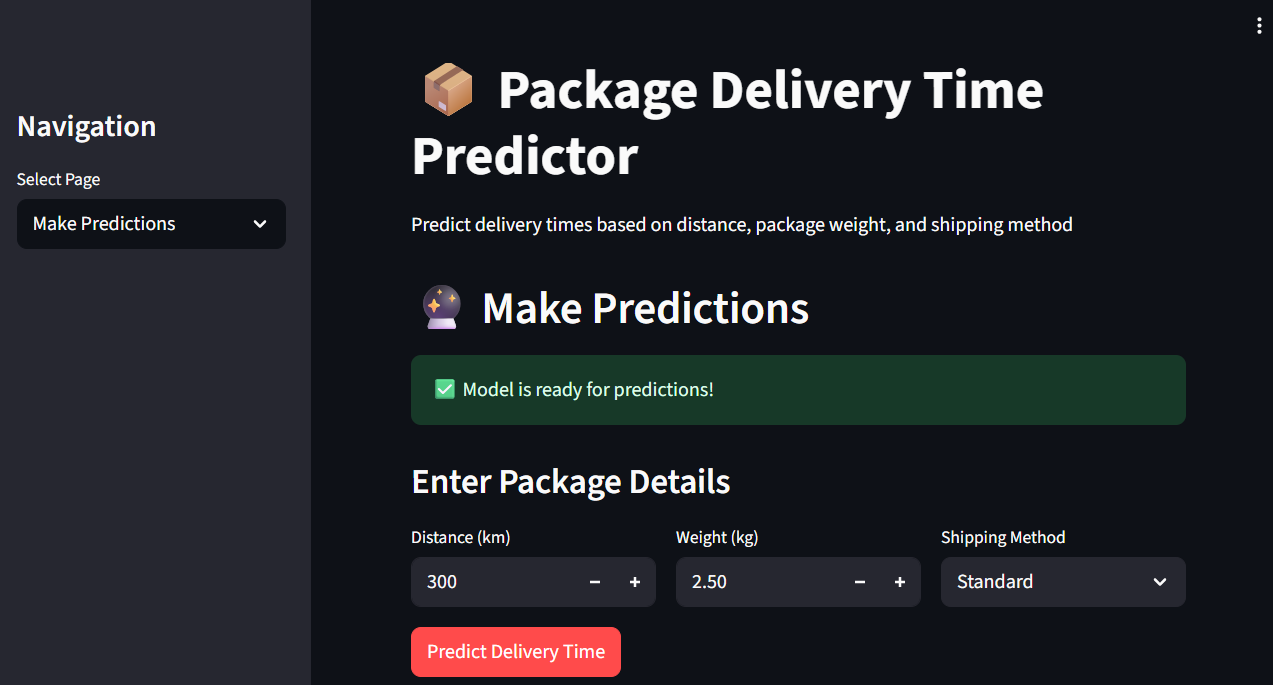 Navigation
Select Page
Make Predictions
Package Delivery Time
Predictor
Predict delivery times based on distance, package weight, and shipping method
Make Predictions
Model is ready for predictions!
Enter Package Details
Distance (km)
Weight (kg)
Shipping Method
300
2.50
Standard
Predict Delivery Time